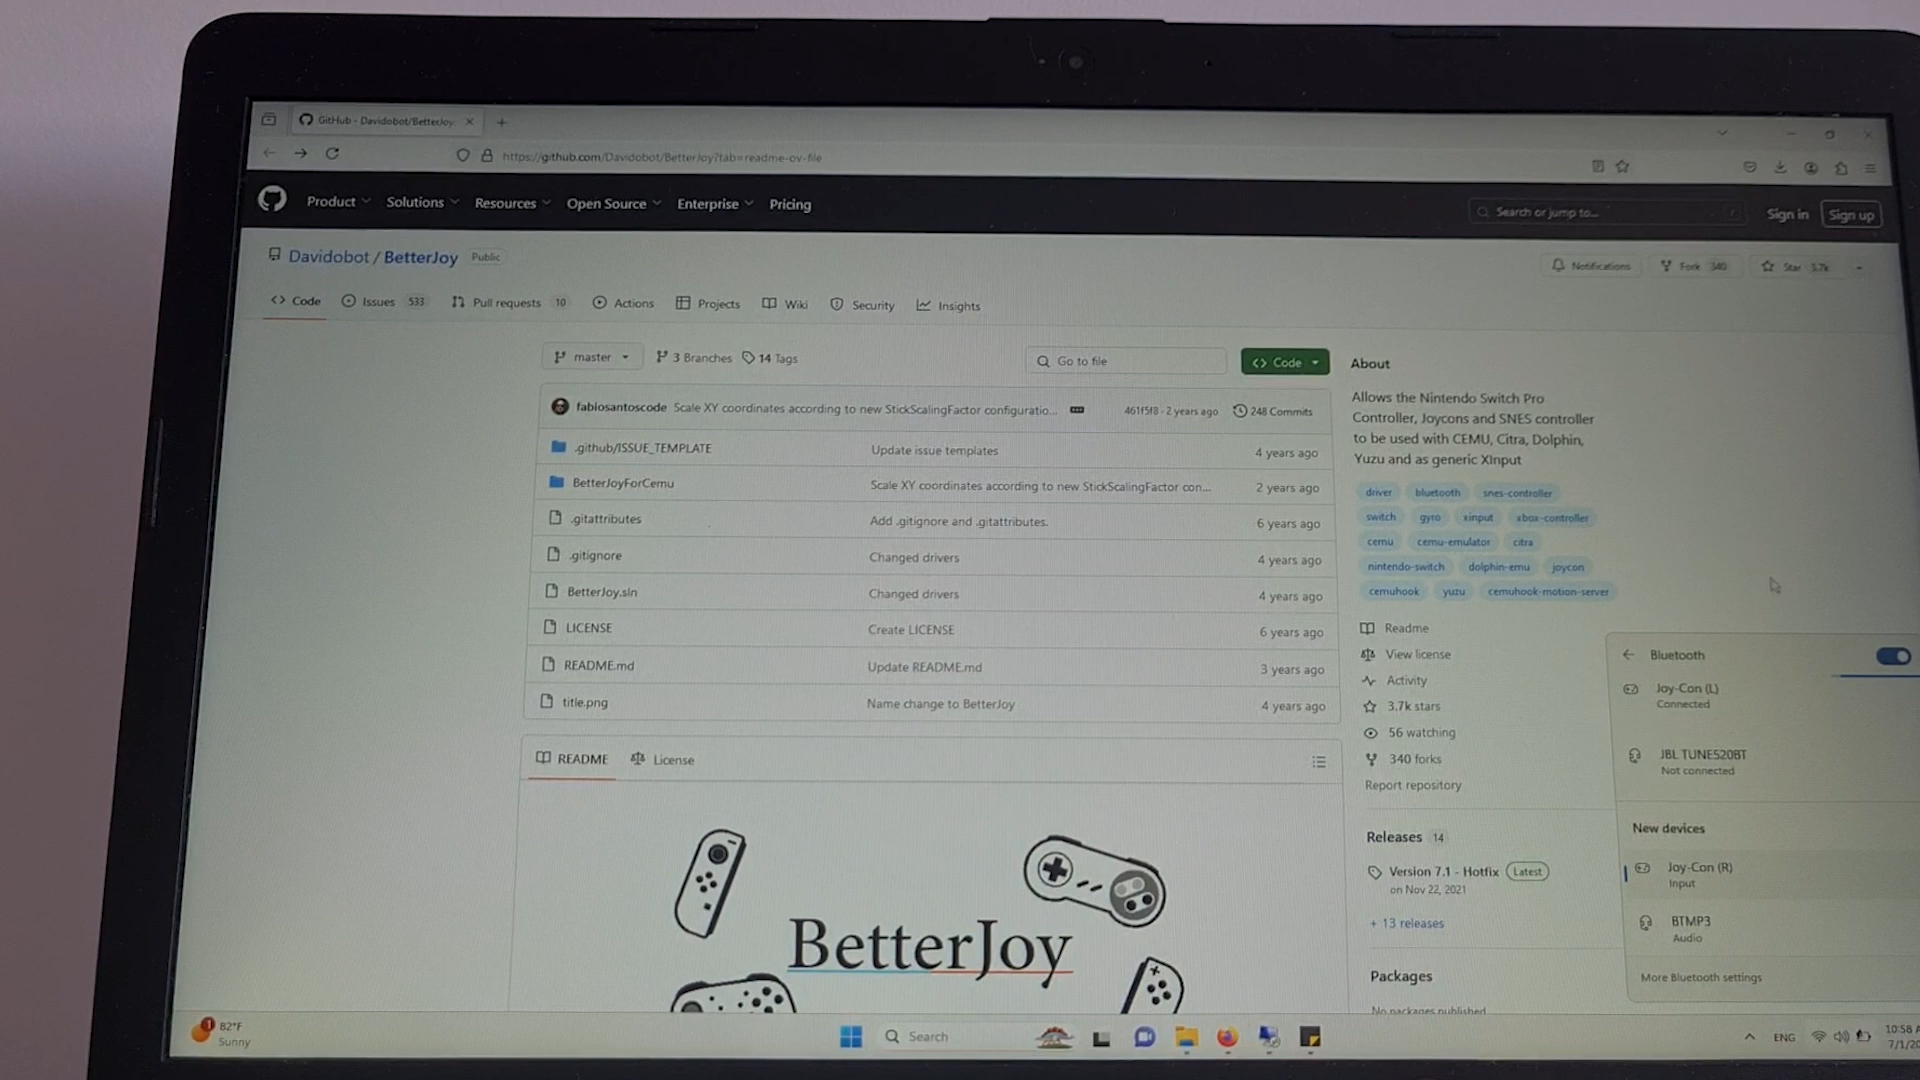 GitHub - Davidobot/BetterJoy:
https://github.com/Davidobot/BetterJoy?tab=readme-ov-file
Product Solutions Resources Open Source Enterprise Pricing Search or jump to... / Sign in Sign up
Davidobot / BetterJoy Public Notifications Fork 340 Star 3.7k
Code Issues 533 Pull requests 10 Actions Projects Wiki Security Insights
master 3 Branches 14 Tags Go to file Code
fabiosantoscode Scale XY coordinates according to new StickScalingFactor configuratio... 461f5f8 · 2 years ago 248 Commits
.github/ISSUE_TEMPLATE Update issue templates 4 years ago
BetterJoyForCemu Scale XY coordinates according to new StickScalingFactor con... 2 years ago
.gitattributes Add .gitignore and .gitattributes. 6 years ago
.gitignore Changed drivers 4 years ago
BetterJoy.sln Changed drivers 4 years ago
LICENSE Create LICENSE 6 years ago
README.md Update README.md 3 years ago
title.png Name change to BetterJoy 4 years ago
README License
BetterJoy
About
Allows the Nintendo Switch Pro
Controller, Joycons and SNES controller
to be used with CEMU, Citra, Dolphin,
Yuzu and as generic XInput
driver bluetooth snes-controller
switch gyro xinput xbox-controller
cemu cemu-emulator citra
nintendo-switch dolphin-emu joycon
cemuhook yuzu cemuhook-motion-server
Readme
View license
Activity
3.7k stars
56 watching
340 forks
Report repository
Releases 14
Version 7.1 - Hotfix Latest
on Nov 22, 2021
+ 13 releases
Packages
No packages published
Bluetooth
Joy-Con (L)
Connected
JBL TUNE520BT
Not connected
New devices
Joy-Con (R)
Input
BTMP3
Audio
More Bluetooth settings
1
82°F
Sunny
Search
ENG
10:58
7/1/20